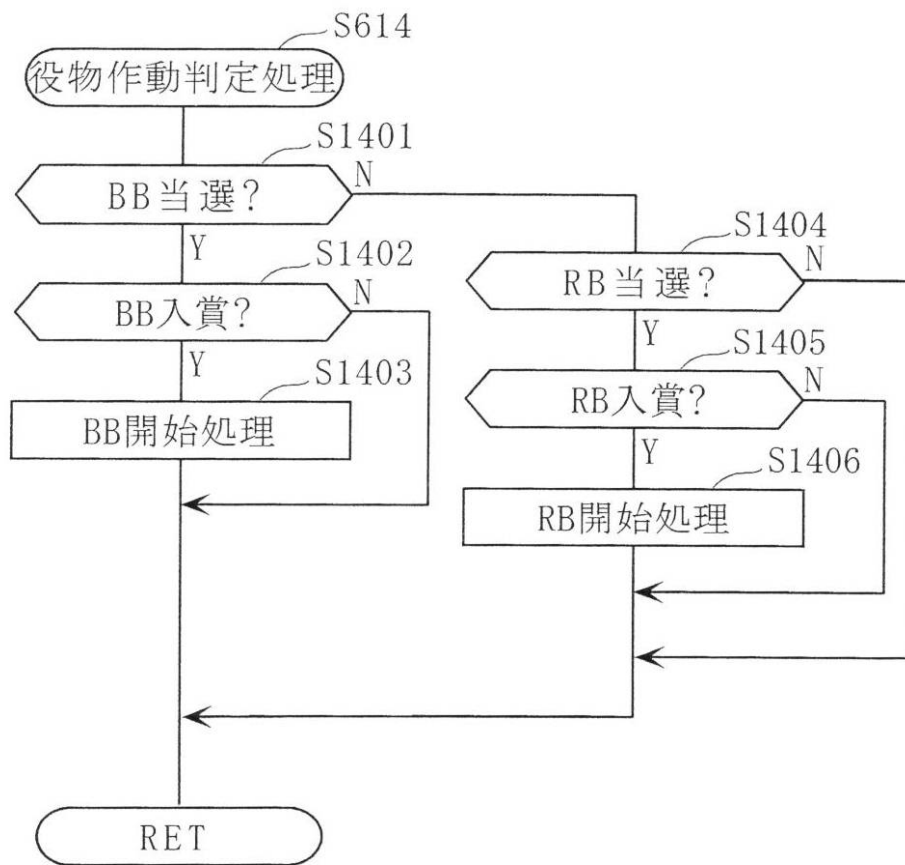 S614
役物作動判定処理
S1401
BB当選?
N
Y
S1402
BB入賞?
N
Y
S1403
BB開始処理
S1404
RB当選?
N
Y
S1405
RB入賞?
N
Y
S1406
RB開始処理
RET